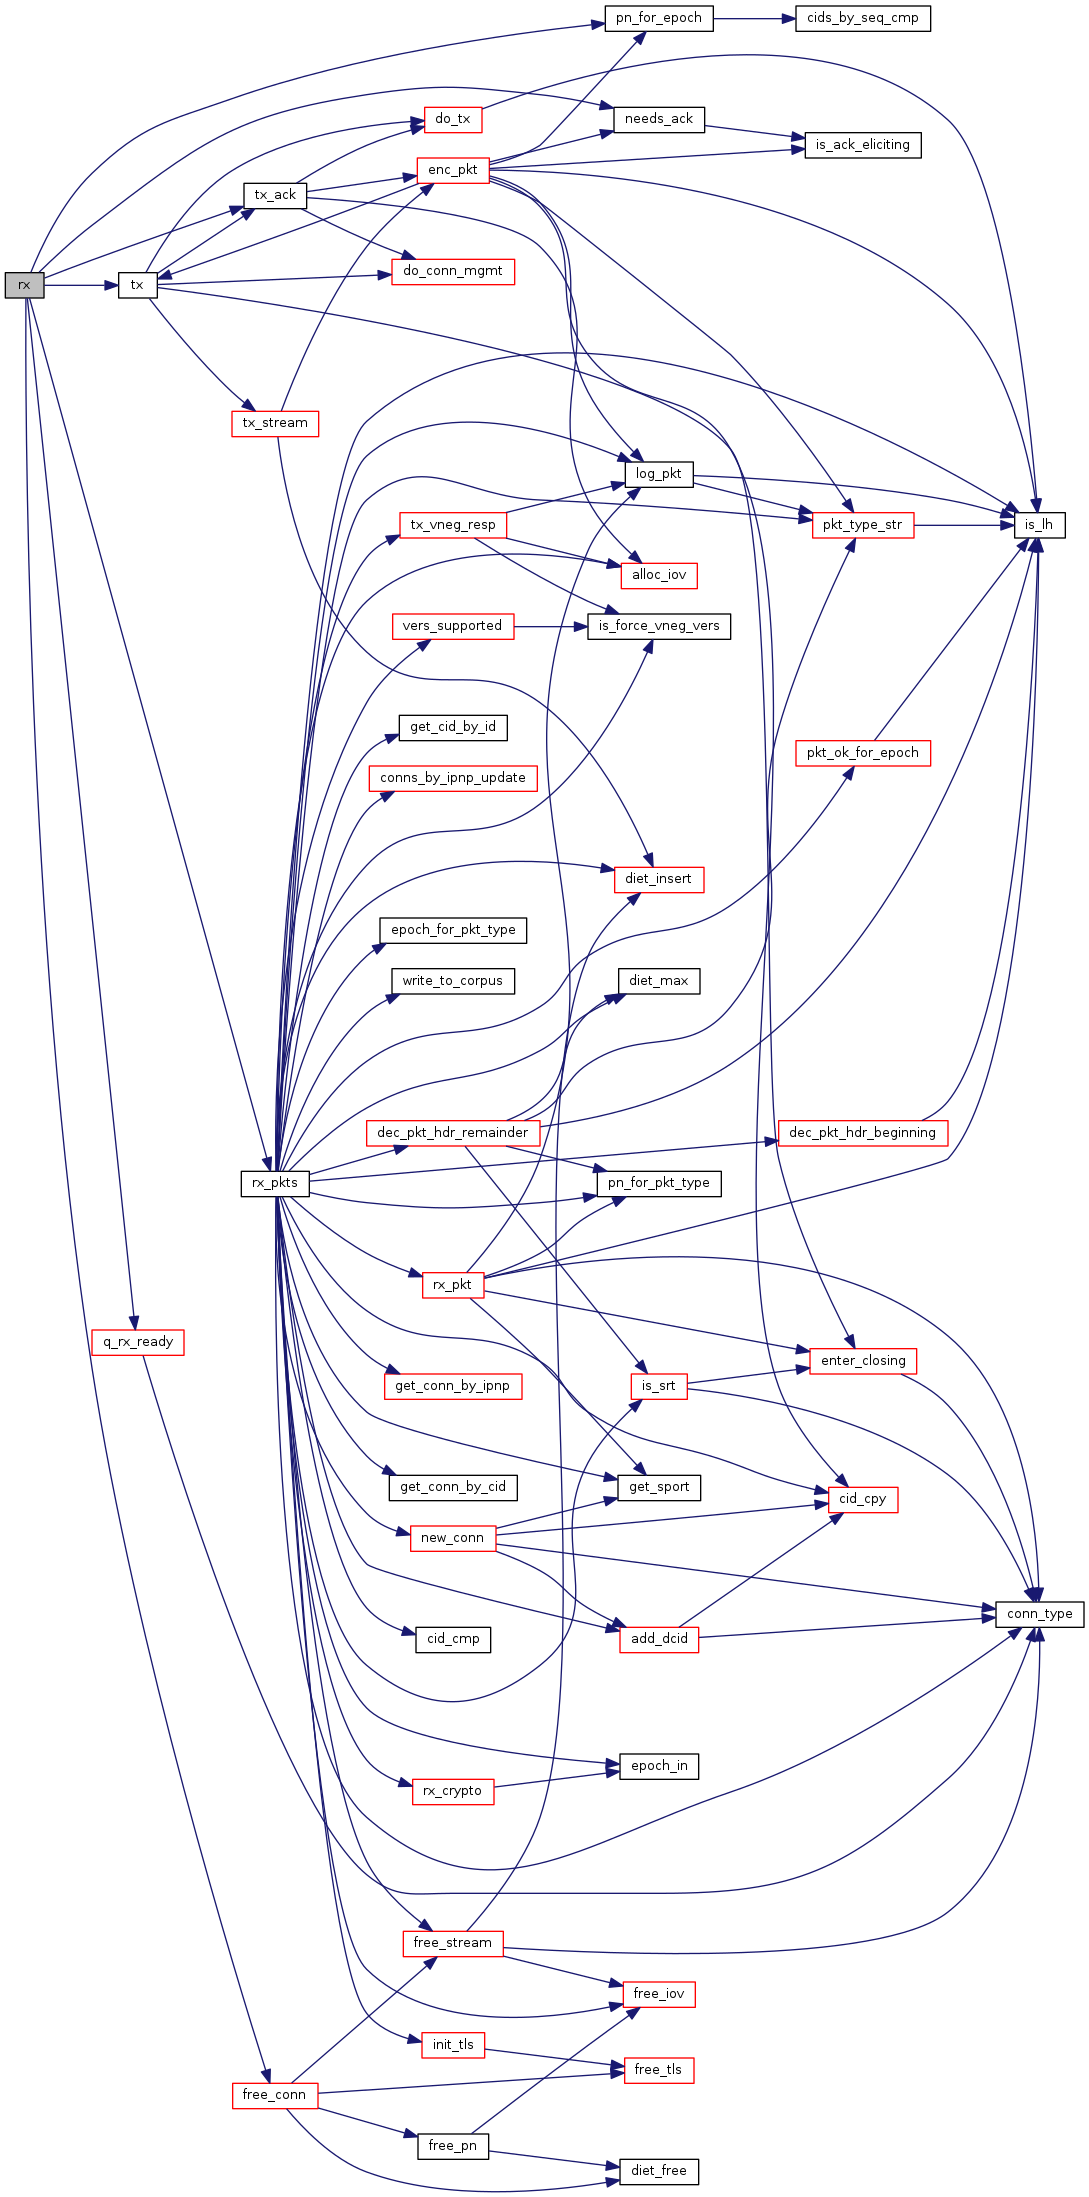 pn_for_epoch
cids_by_seq_cmp
do_tx
needs_ack
is_ack_eliciting
enc_pkt
tx_ack
do_conn_mgmt
rx
tx
tx_stream
log_pkt
tx_vneg_resp
pkt_type_str
is_lh
alloc_iov
vers_supported
is_force_vneg_vers
get_cid_by_id
pkt_ok_for_epoch
conns_by_ipnp_update
diet_insert
epoch_for_pkt_type
write_to_corpus
diet_max
dec_pkt_hdr_remainder
dec_pkt_hdr_beginning
rx_pkts
pn_for_pkt_type
rx_pkt
q_rx_ready
enter_closing
get_conn_by_ipnp
is_srt
get_conn_by_cid
get_sport
cid_cpy
new_conn
conn_type
cid_cmp
add_dcid
epoch_in
rx_crypto
free_stream
free_iov
init_tls
free_tls
free_conn
free_pn
diet_free